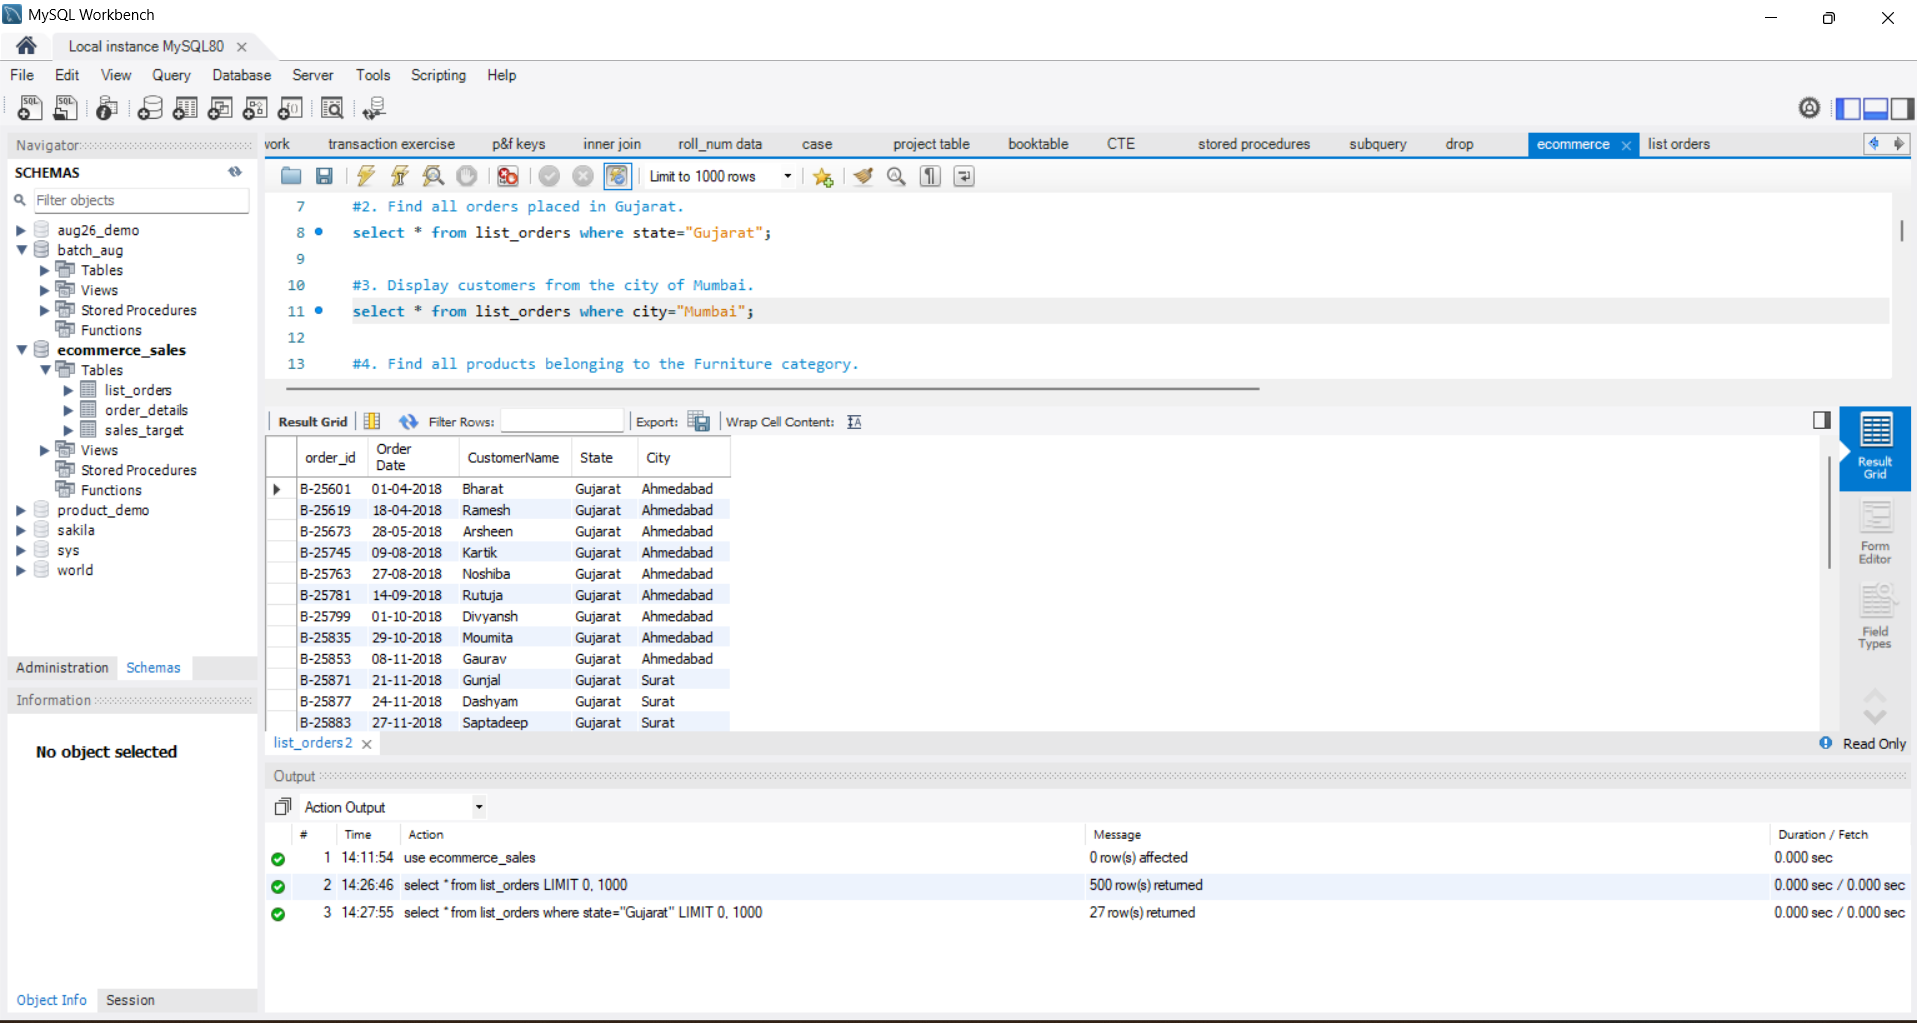 MySQL Workbench
Local instance MySQL80
File Edit View Query Database Server Tools Scripting Help
Navigator
SCHEMAS
Filter objects
aug26_demo
batch_aug
Tables
Views
Stored Procedures
Functions
ecommerce_sales
Tables
list_orders
order_details
sales_target
Views
Stored Procedures
Functions
product_demo
sakila
sys
world
Administration Schemas
Information
No object selected
Object Info Session
work transaction exercise p&f keys inner join roll_num data case project table booktable CTE stored procedures subquery drop ecommerce list orders
Limit to 1000 rows
7 #2. Find all orders placed in Gujarat.
8 select * from list_orders where state="Gujarat";
9
10 #3. Display customers from the city of Mumbai.
11 select * from list_orders where city="Mumbai";
12
13 #4. Find all products belonging to the Furniture category.
Result Grid Filter Rows: Export: Wrap Cell Content:
order_id Order Date CustomerName State City
B-25601 01-04-2018 Bharat Gujarat Ahmedabad
B-25619 18-04-2018 Ramesh Gujarat Ahmedabad
B-25673 28-05-2018 Arsheen Gujarat Ahmedabad
B-25745 09-08-2018 Kartik Gujarat Ahmedabad
B-25763 27-08-2018 Noshiba Gujarat Ahmedabad
B-25781 14-09-2018 Rutuja Gujarat Ahmedabad
B-25799 01-10-2018 Divyansh Gujarat Ahmedabad
B-25835 29-10-2018 Moumita Gujarat Ahmedabad
B-25853 08-11-2018 Gaurav Gujarat Ahmedabad
B-25871 21-11-2018 Gunjal Gujarat Surat
B-25877 24-11-2018 Dashyam Gujarat Surat
B-25883 27-11-2018 Saptadeep Gujarat Surat
Result Grid
Form Editor
Field Types
list_orders2
Read Only
Output
Action Output
# Time Action Message Duration / Fetch
1 14:11:54 use ecommerce_sales 0 row(s) affected 0.000 sec
2 14:26:46 select * from list_orders LIMIT 0, 1000 500 row(s) returned 0.000 sec / 0.000 sec
3 14:27:55 select * from list_orders where state="Gujarat" LIMIT 0, 1000 27 row(s) returned 0.000 sec / 0.000 sec